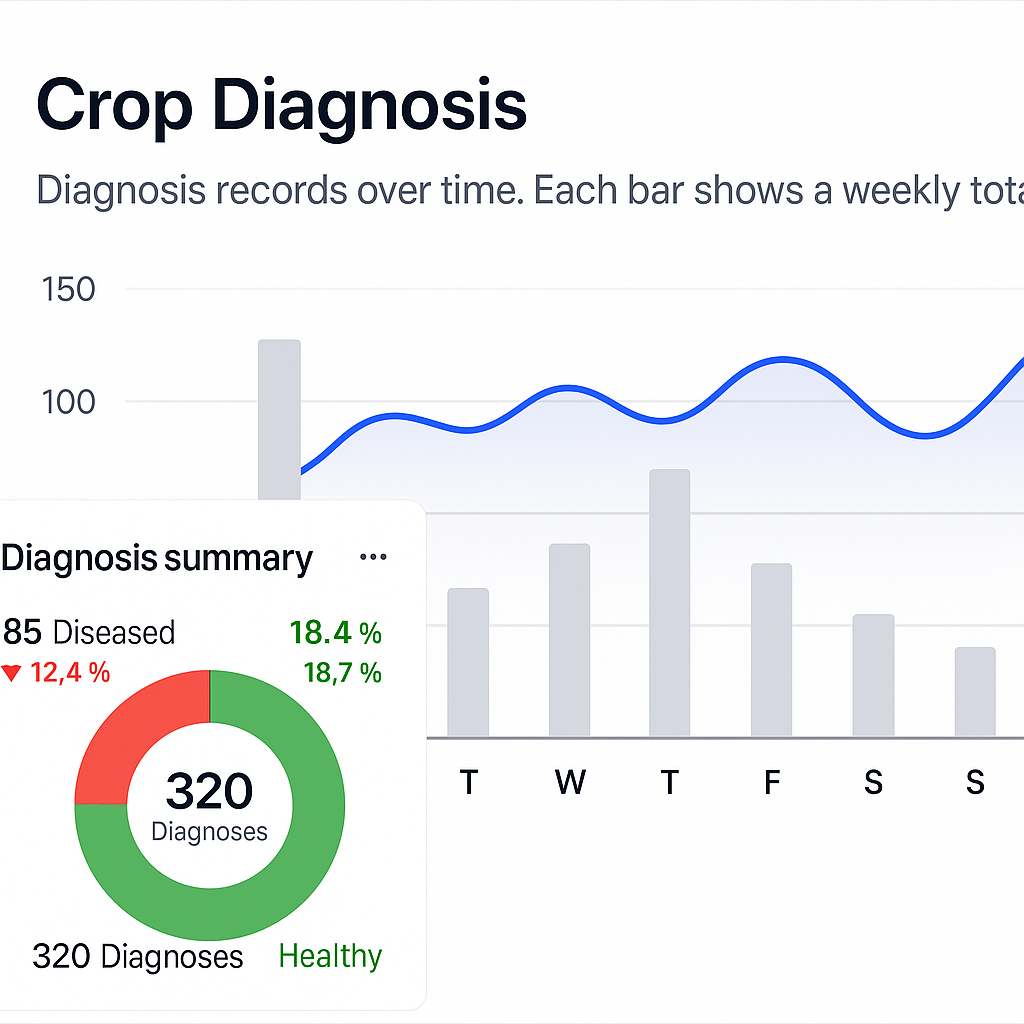 Crop Diagnosis
Diagnosis records over time. Each bar shows a weekly
150
100
Diagnosis summary
85 Diseased 18.4 %
▼ 12,4 % 18,7 %
320
Diagnoses
320 Diagnoses Healthy
T W T F S S